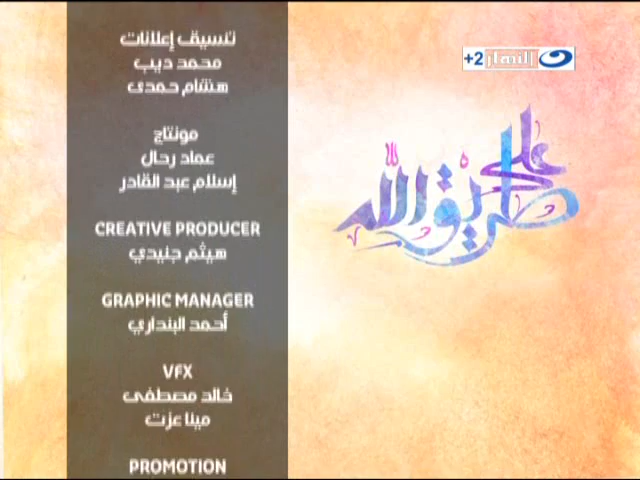 تنسيق إعلانات
محمد ديب
هشام حمدى
مونتاج
عماد رحال
إسلام عبد القادر
CREATIVE PRODUCER
هيثم جنيدي
GRAPHIC MANAGER
أحمد البنداري
VFX
خالد مصطفى
مينا عزت
PROMOTION
النهار +2
على
طريق الله